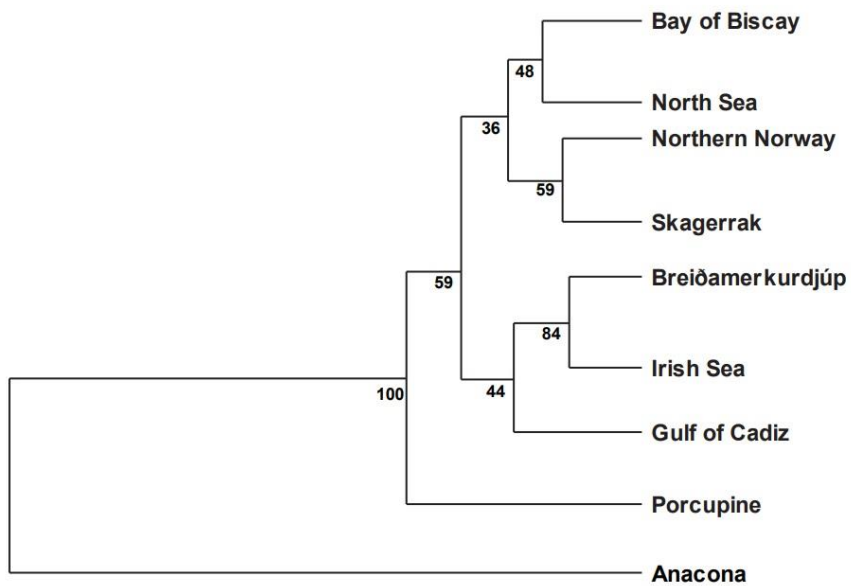 Bay of Biscay
48
North Sea
36
Northern Norway
59
Skagerrak
Breiðamerkurdjúp
59
84
Irish Sea
100
44
Gulf of Cadiz
Porcupine
Anacona